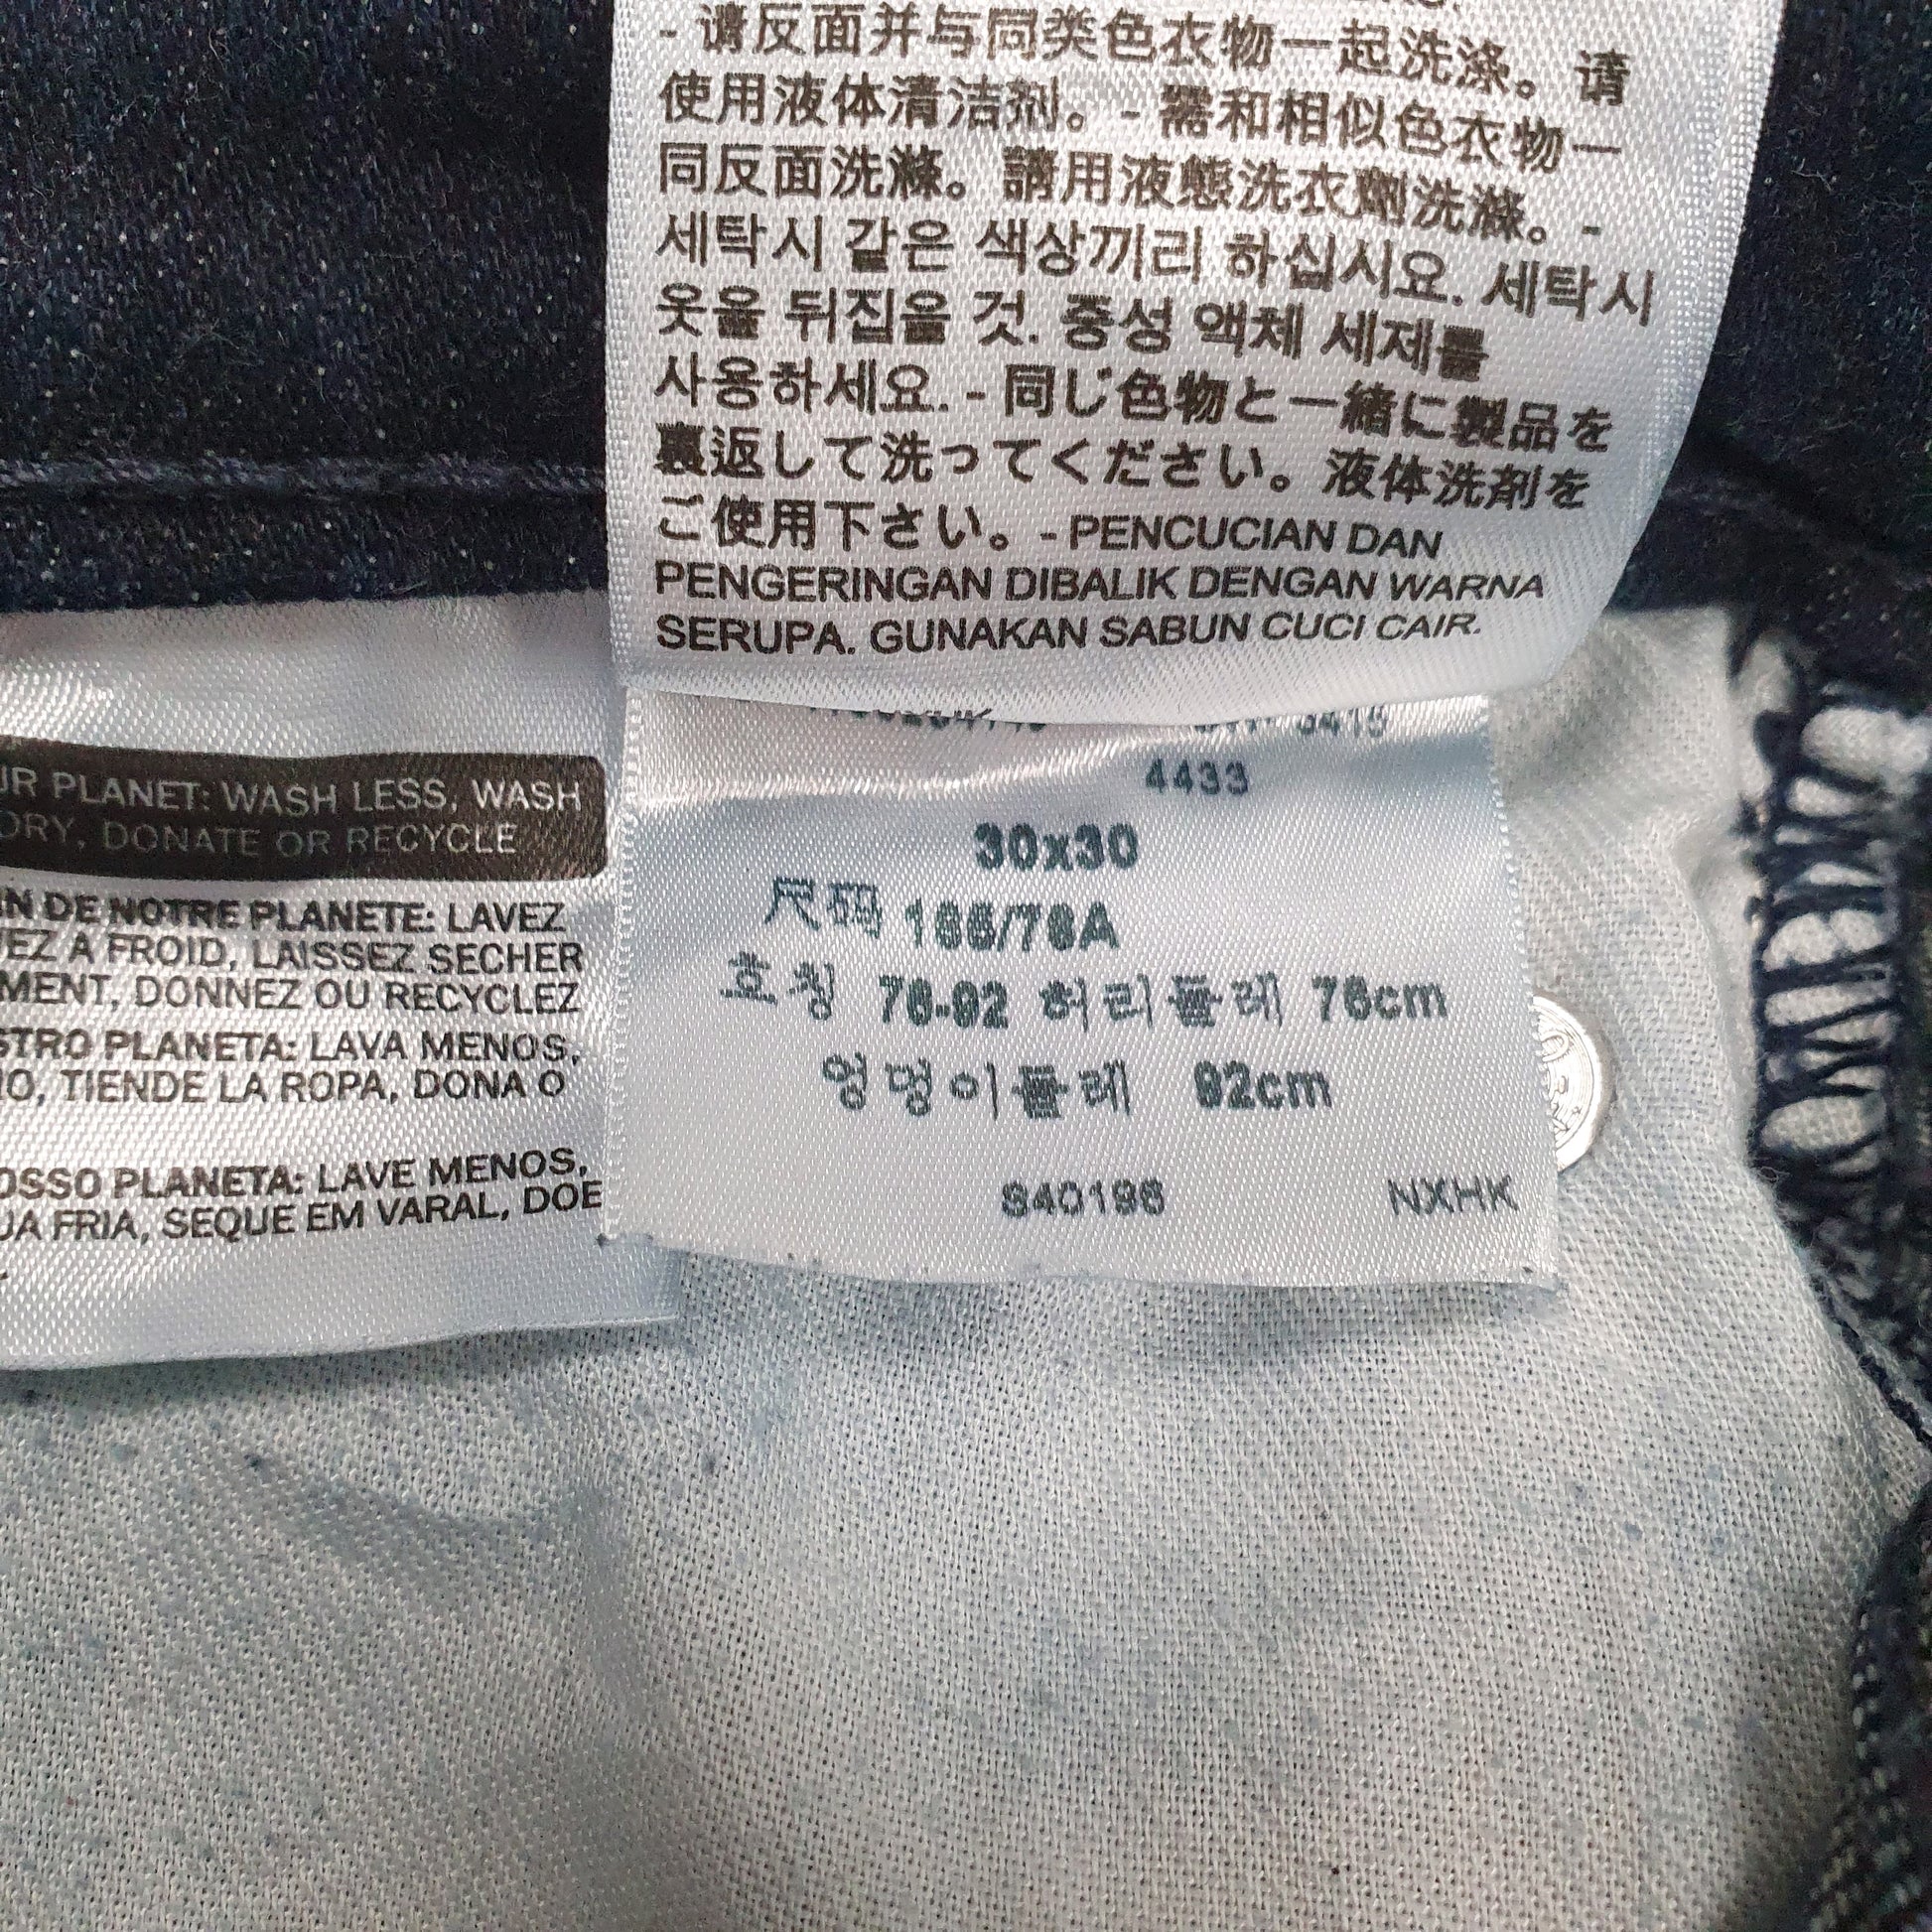 - 请反面并与同类色衣物一起洗涤。请
使用液体清洁剂。- 需和相似色衣物一
同反面洗滌。請用液態洗衣劑洗滌。-
세탁시 같은 색상끼리 하십시요. 세탁시
옷을 뒤집을 것. 중성 액체 세제를
사용하세요. - 同じ色物と一緒に製品を
裏返して洗ってください。液体洗剤を
ご使用下さい。- PENCUCIAN DAN
PENGERINGAN DIBALIK DENGAN WARNA
SERUPA. GUNAKAN SABUN CUCI CAIR.
UR PLANET: WASH LESS, WASH
DRY, DONATE OR RECYCLE
DE NOTRE PLANETE: LAVEZ
EZ A FROID, LAISSEZ SECHER
MENT, DONNEZ OU RECYCLEZ
STRO PLANETA: LAVA MENOS,
IO, TIENDE LA ROPA, DONA O
OSSO PLANETA: LAVE MENOS,
UA FRIA, SEQUE EM VARAL, DOE
4433
30x30
尺码 165/76A
호칭 76-92 허리둘레 76cm
엉덩이둘레 92cm
S40196 NXHK